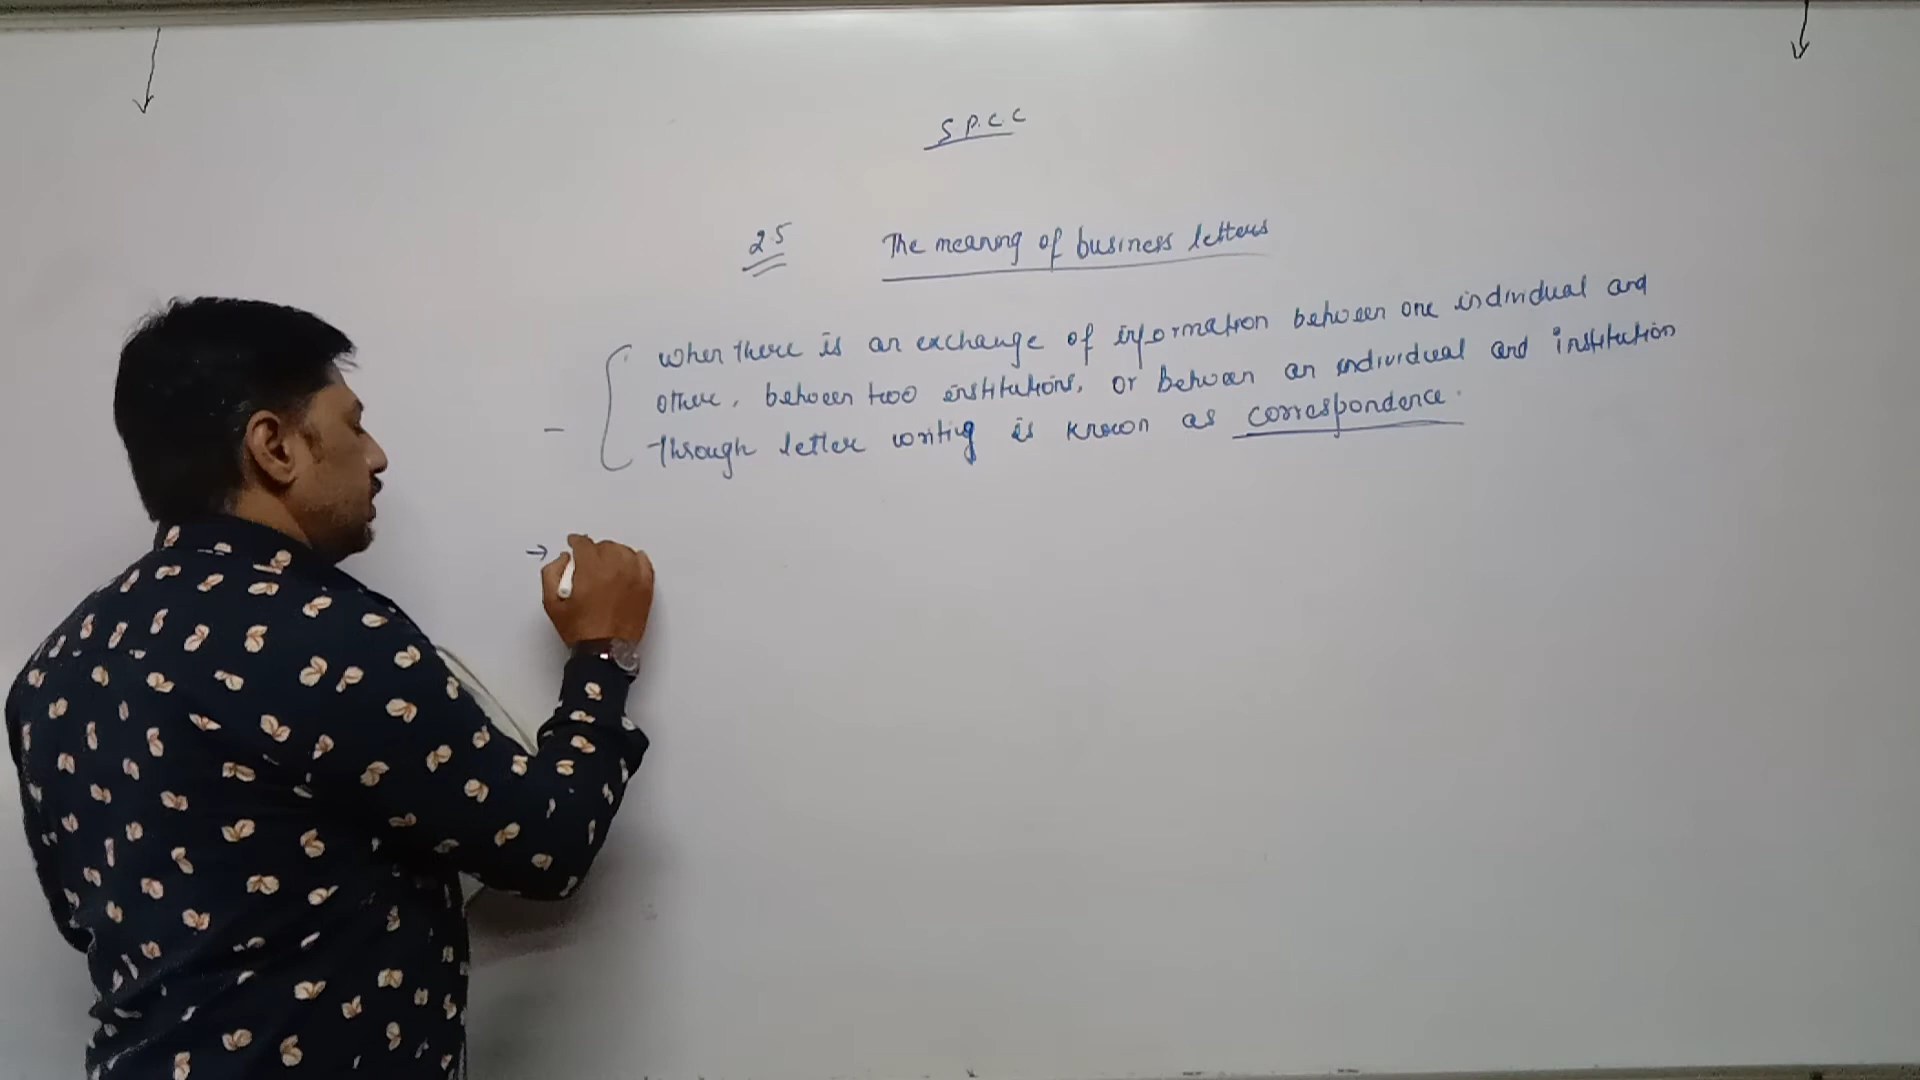 S.P.C.C
25 The meaning of business letters
- when there is an exchange of information between one individual and
other, between two institutions, or between an individual and institution
through letter writing is known as correspondence.
→